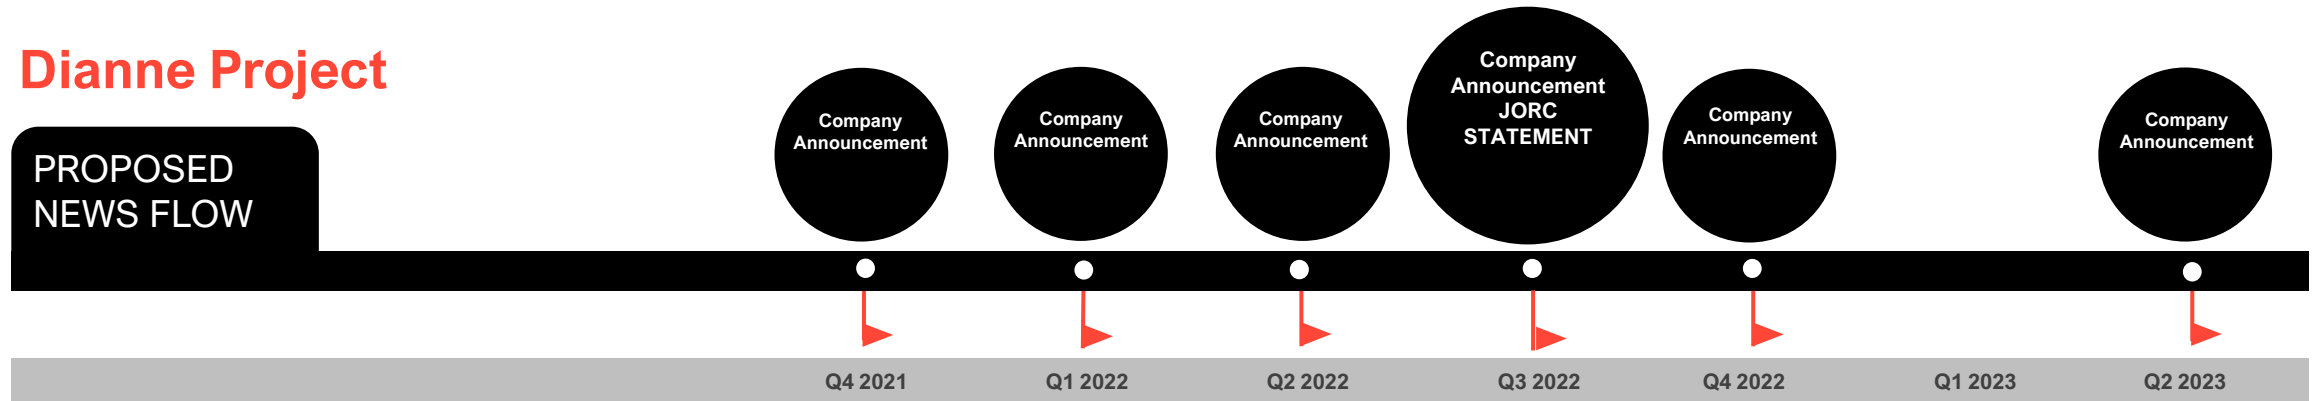 Dianne Project
PROPOSED
NEWS FLOW
Company
Announcement
Company
Announcement
Company
Announcement
Company
Announcement
JORC
STATEMENT
Company
Announcement
Company
Announcement
Q4 2021
Q1 2022
Q2 2022
Q3 2022
Q4 2022
Q1 2023
Q2 2023